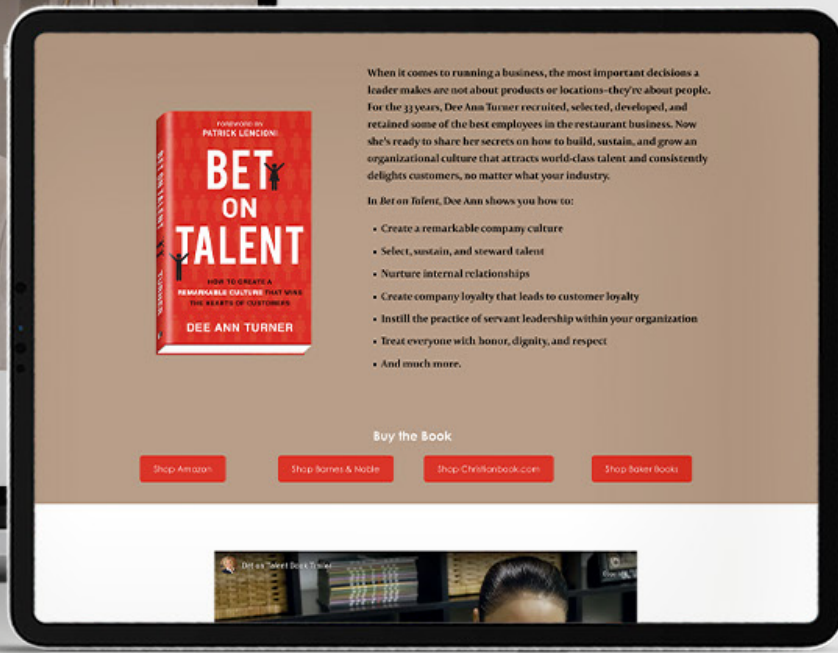 When it comes to running a business, the most important decisions a
leader makes are not about products or locations–they're about people.
For the 33 years, Dee Ann Turner recruited, selected, developed, and
retained some of the best employees in the restaurant business. Now
she's ready to share her secrets on how to build, sustain, and grow an
organizational culture that attracts world-class talent and consistently
delights customers, no matter what your industry.
In Bet on Talent, Dee Ann shows you how to:
• Create a remarkable company culture
• Select, sustain, and steward talent
• Nurture internal relationships
• Create company loyalty that leads to customer loyalty
• Instill the practice of servant leadership within your organization
• Treat everyone with honor, dignity, and respect
• And much more.
FOREWORD BY
PATRICK LENCIONI
BET
ON
TALENT
HOW TO CREATE A
REMARKABLE CULTURE THAT WINS
THE HEARTS OF CUSTOMERS
DEE ANN TURNER
BET ON TALENT
TURNER
Buy the Book
Shop Amazon
Shop Barnes & Noble
Shop Christianbook.com
Shop Baker Books
Bet on Talent Book Trailer